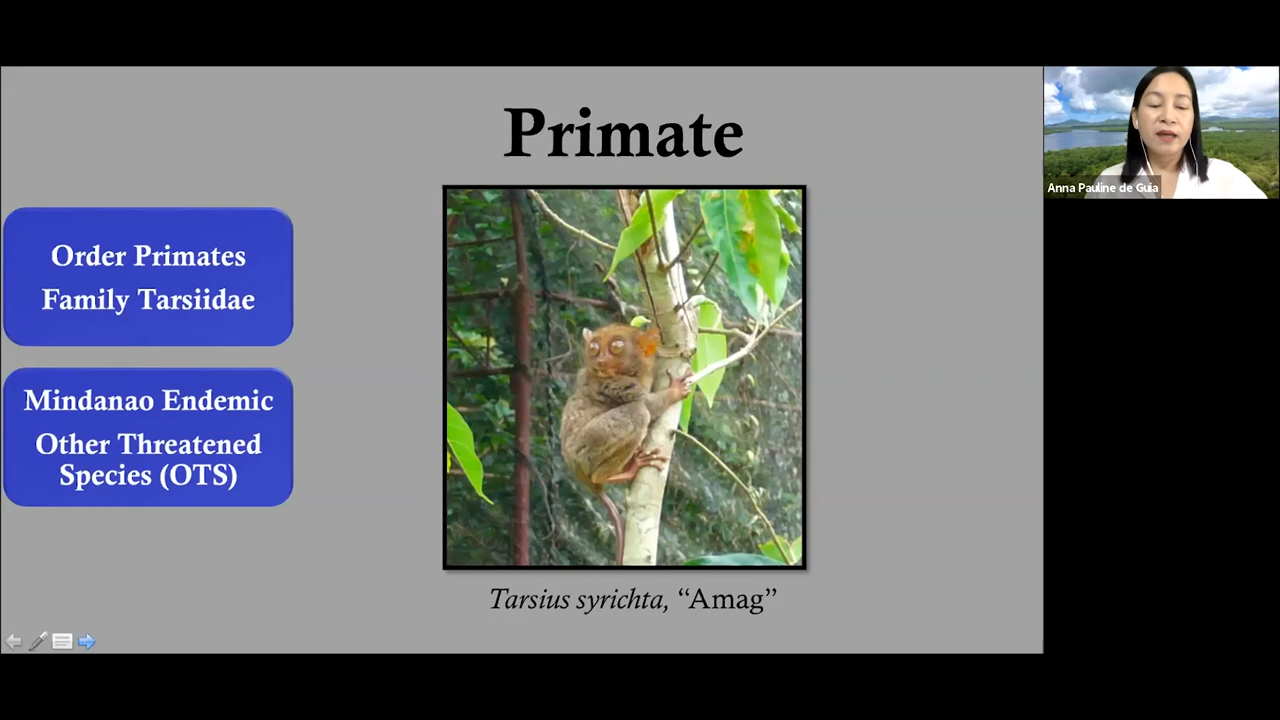 Primate
Order Primates
Family Tarsiidae
Mindanao Endemic
Other Threatened
Species (OTS)
Tarsius syrichta, “Amag”
Anna Pauline de Guia